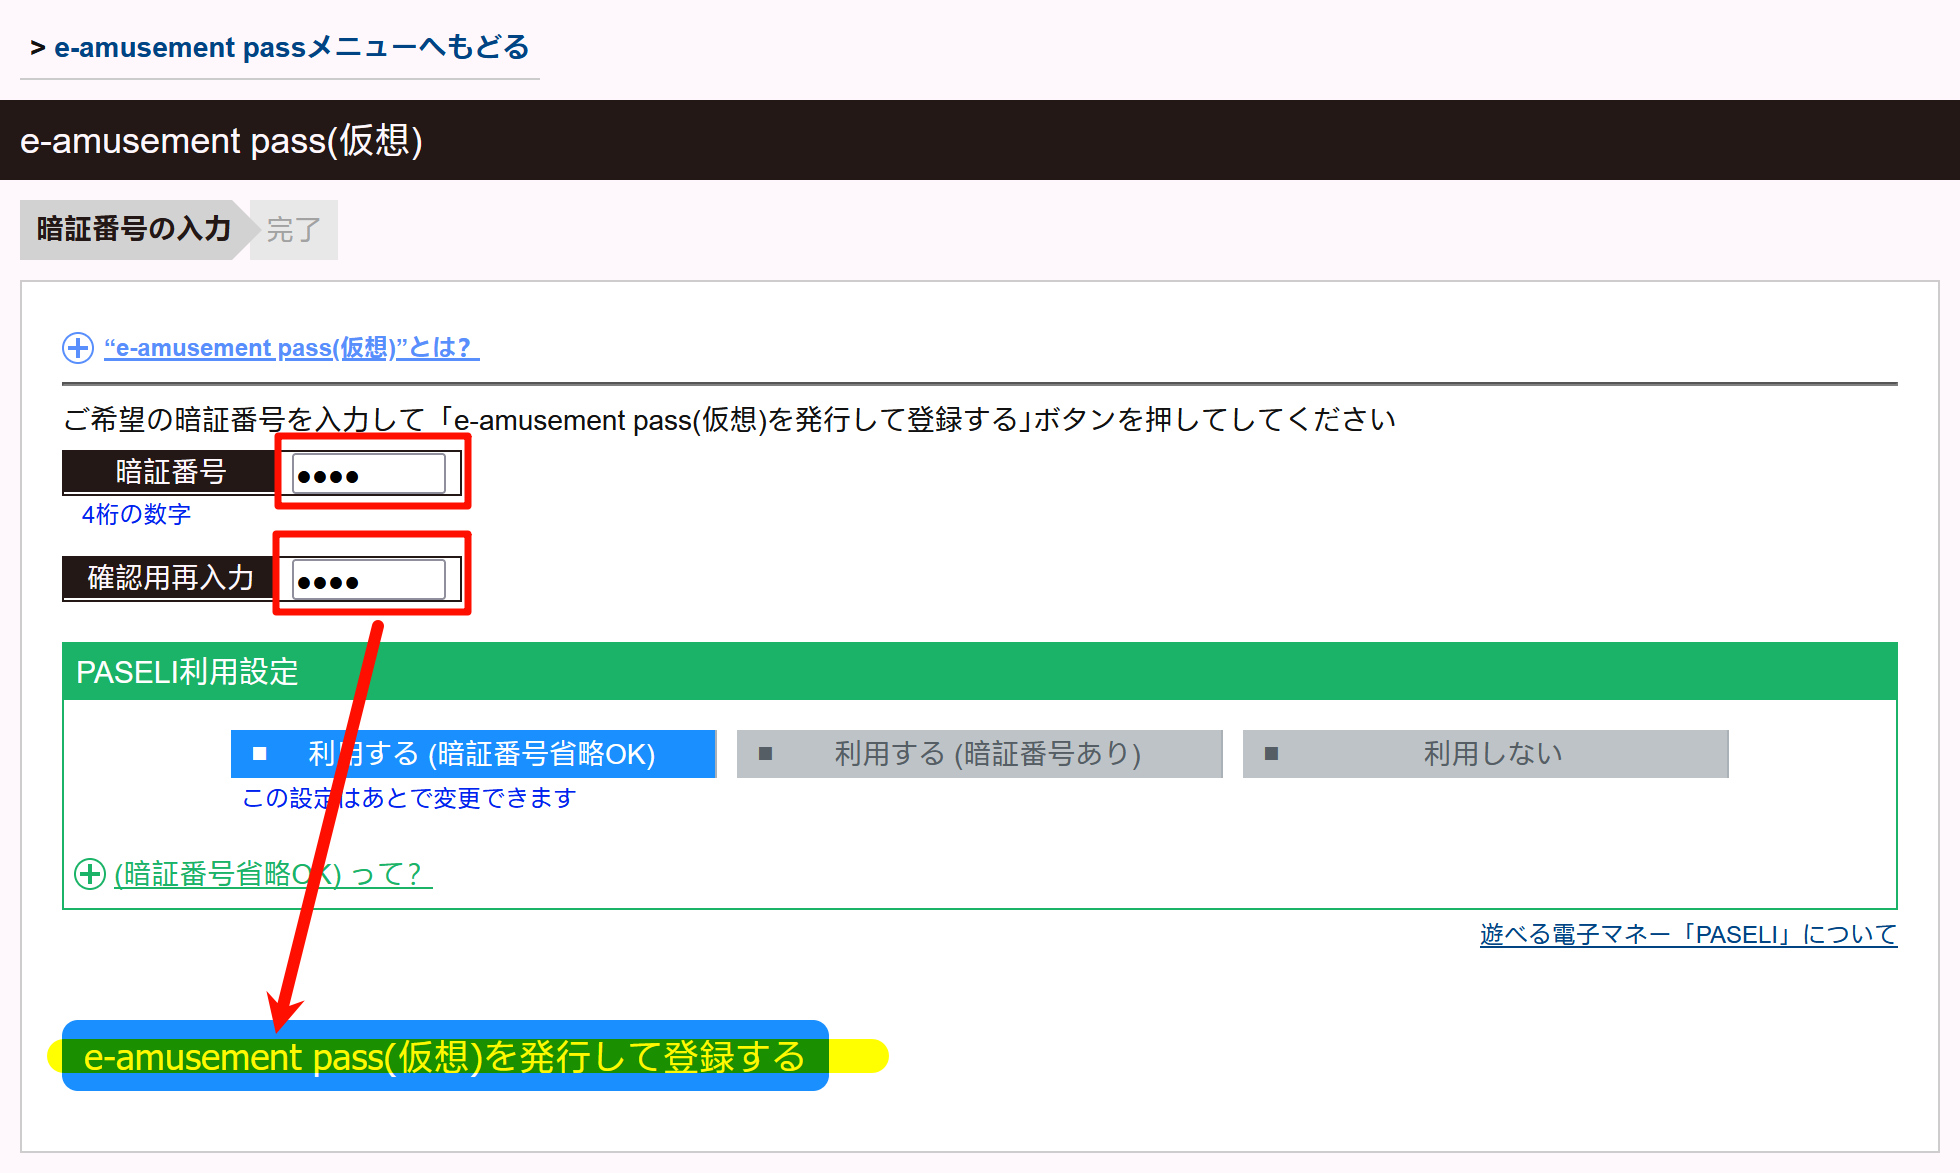 > e-amusement passメニューへもどる
e-amusement pass(仮想)
暗証番号の入力 完了
“e-amusement pass(仮想)”とは?
ご希望の暗証番号を入力して「e-amusement pass(仮想)を発行して登録する」ボタンを押してしてください
暗証番号 ●●●●
4桁の数字
確認用再入力 ●●●●
PASELI利用設定
■ 利用する (暗証番号省略OK) ■ 利用する (暗証番号あり) ■ 利用しない
この設定はあとで変更できます
(暗証番号省略OK) って?
遊べる電子マネー「PASELI」について
e-amusement pass(仮想)を発行して登録する